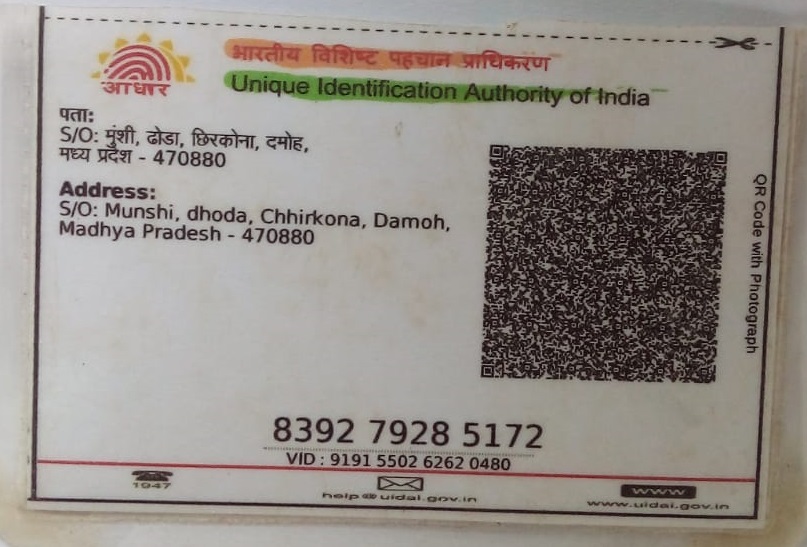 आधार
भारतीय विशिष्ट पहचान प्राधिकरण
Unique Identification Authority of India
पता:
S/O: मुंशी, ढोडा, छिरकोना, दमोह,
मध्य प्रदेश - 470880
Address:
S/O: Munshi, dhoda, Chhirkona, Damoh,
Madhya Pradesh - 470880
QR Code with Photograph
8392 7928 5172
VID : 9191 5502 6262 0480
1947
help@uidai.gov.in
www
www.uidai.gov.in